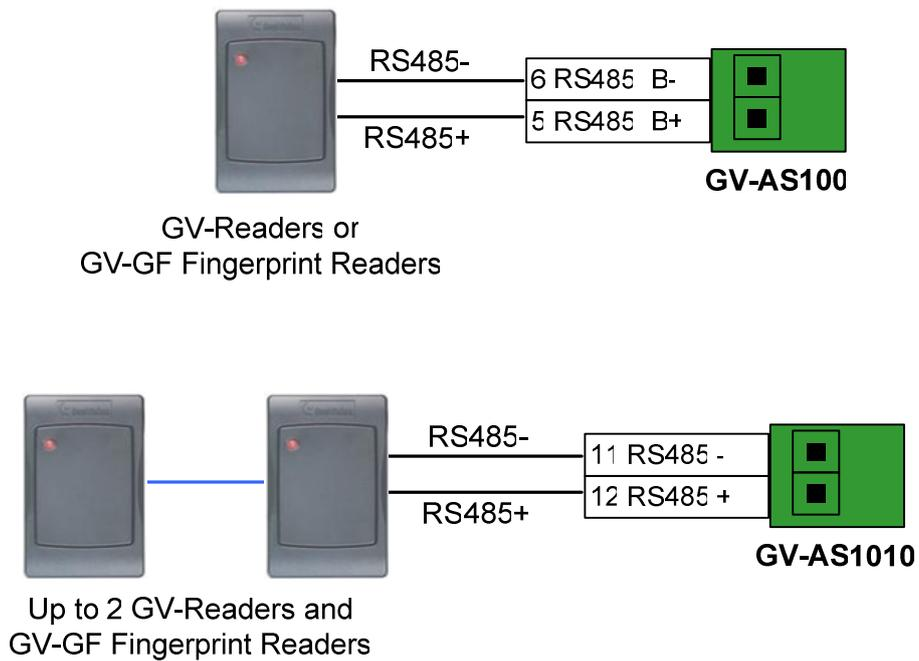 RS485-
6 RS485 B-
RS485+
5 RS485 B+
GV-AS100
GV-Readers or
GV-GF Fingerprint Readers
RS485-
11 RS485 -
RS485+
12 RS485 +
GV-AS1010
Up to 2 GV-Readers and
GV-GF Fingerprint Readers